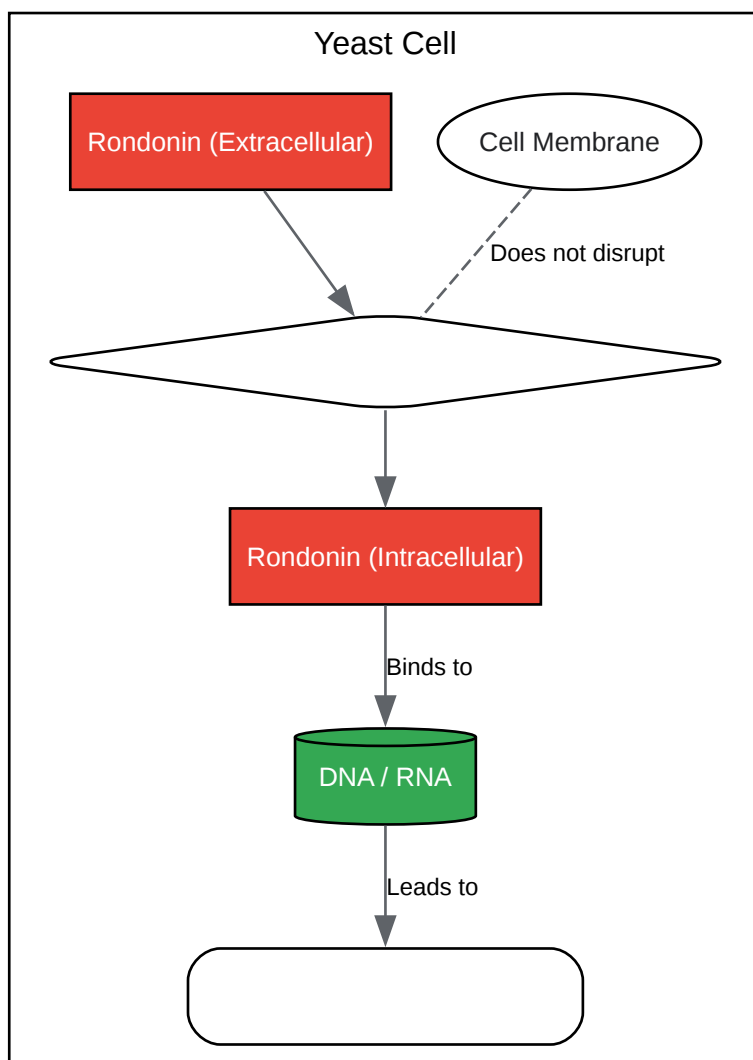 Yeast Cell
Rondonin (Extracellular)
Cell Membrane
Does not disrupt
Rondonin (Intracellular)
Binds to
DNA / RNA
Leads to